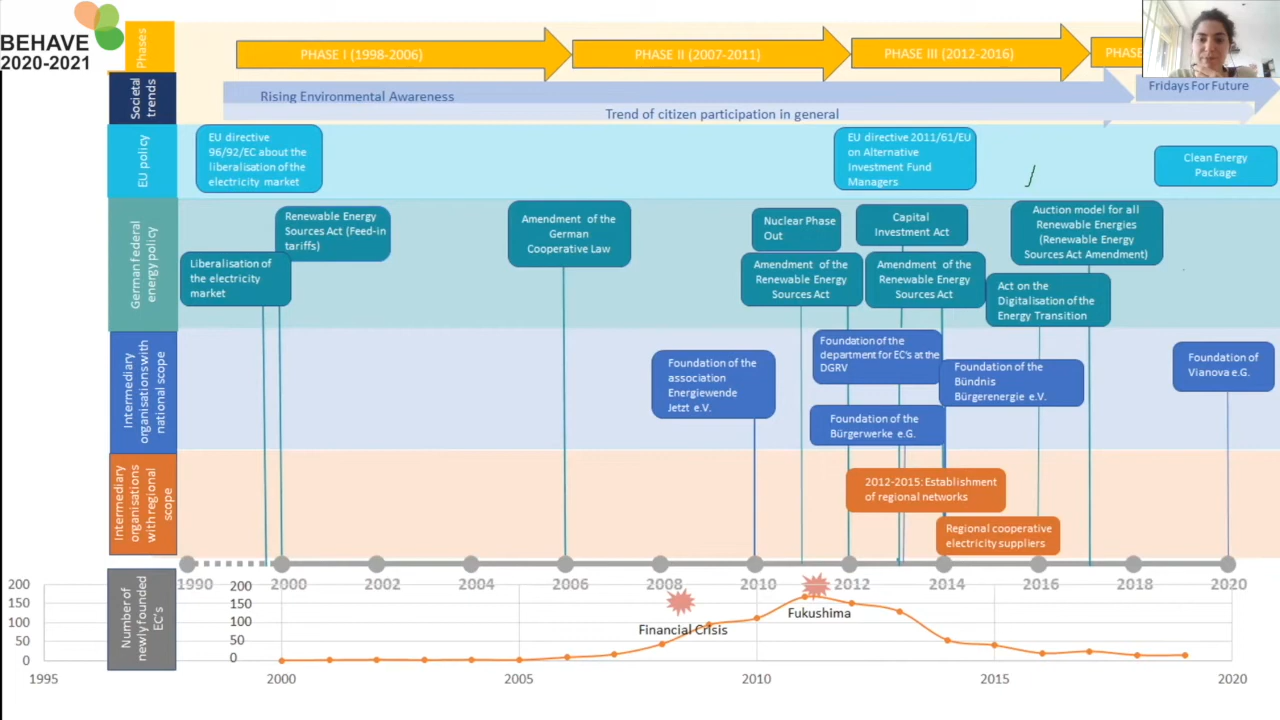 BEHAVE
2020-2021
Phases
PHASE I (1998-2006)
PHASE II (2007-2011)
PHASE III (2012-2016)
PHASE
Societal
trends
Rising Environmental Awareness
Fridays For Future
Trend of citizen participation in general
EU policy
EU directive
96/92/EC about the
liberalisation of the
electricity market
EU directive 2011/61/EU
on Alternative
Investment Fund
Managers
Clean Energy
Package
German federal
energy policy
Liberalisation of
the electricity
market
Renewable Energy
Sources Act (Feed-in
tariffs)
Amendment of the
German
Cooperative Law
Nuclear Phase
Out
Amendment of the
Renewable Energy
Sources Act
Capital
Investment Act
Amendment of the
Renewable Energy
Sources Act
Auction model for all
Renewable Energies
(Renewable Energy
Sources Act Amendment)
Act on the
Digitalisation of the
Energy Transition
Intermediary
organisations with
national scope
Foundation of the
association
Energiewende
Jetzt e.V.
Foundation of the
department for EC's at the
DGRV
Foundation of the
Bürgerwerke e.G.
Foundation of the
Bündnis
Bürgerenergie e.V.
Foundation of
Vianova e.G.
Intermediary
organisations
with regional
scope
2012-2015: Establishment
of regional networks
Regional cooperative
electricity suppliers
1990 2000 2002 2004 2006 2008 2010 2012 2014 2016 2018 2020
Number of
newly founded
EC's
200
150
100
50
0
200
150
100
50
0
Financial Crisis
Fukushima
1995 2000 2005 2010 2015 2020